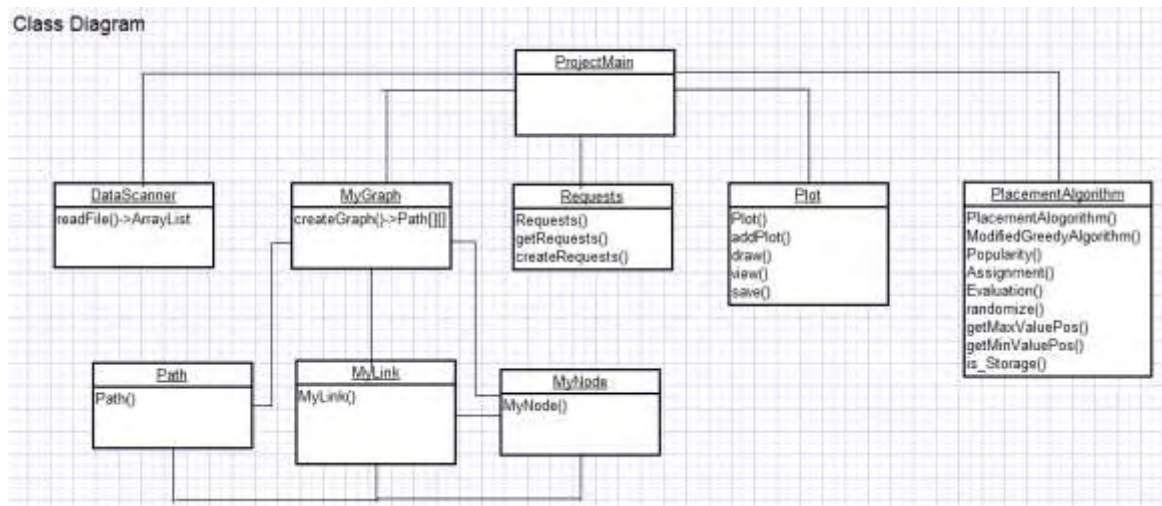 Class Diagram
ProjectMain
DataScanner
readFile()->ArrayList
MyGraph
createGraph()->Path[][]
Requests
Requests()
getRequests()
createRequests()
Plot
Plot()
addPlot()
draw()
view()
save()
PlacementAlgorithm
PlacementAlogorithm()
ModifiedGreedyAlgorithm()
Popularity()
Assignment()
Evaluation()
randomize()
getMaxValuePos()
getMinValuePos()
is_Storage()
Path
Path()
MyLink
MyLink()
MyNode
MyNode()